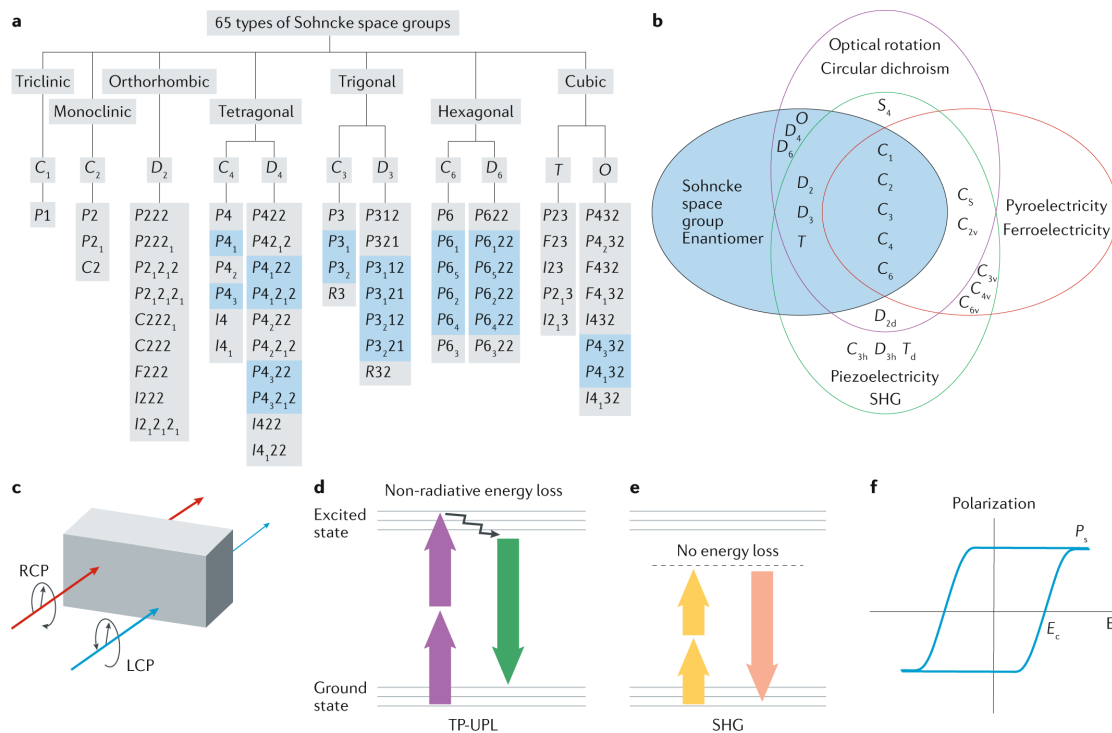 a
65 types of Sohncke space groups
Triclinic
Orthorhombic
Trigonal
Cubic
Monoclinic
Tetragonal
Hexagonal
C₁
C₂
D₂
C₄
D₄
C₃
D₃
C₆
D₆
T
O
P1
P2
P2₁
C2
P222
P222₁
P2₁2₁2
P2₁2₁2₁
C222₁
C222
F222
I222
I2₁2₁2₁
P4
P4₁
P4₂
P4₃
I4
I4₁
P422
P42₁2
P4₁22
P4₁2₁2
P4₂22
P4₂2₁2
P4₃22
P4₃2₁2
I422
I4₁22
P3
P3₁
P3₂
R3
P312
P321
P3₁12
P3₁21
P3₂12
P3₂21
R32
P6
P6₁
P6₅
P6₂
P6₄
P6₃
P622
P6₁22
P6₅22
P6₂22
P6₄22
P6₃22
P23
F23
I23
P2₁3
I2₁3
P432
P4₂32
F432
F4₁32
I432
P4₃32
P4₁32
I4₁32
b
Optical rotation
Circular dichroism
S₄
O
D₄
D₆
C₁
C₂
C₃
C₄
C₆
D₂
D₃
T
Sohncke
space
group
Enantiomer
Cₛ
C₂ᵥ
Pyroelectricity
Ferroelectricity
C₃ᵥ
C₄ᵥ
C₆ᵥ
D₂d
C₃ₕ D₃ₕ Td
Piezoelectricity
SHG
c
RCP
LCP
d
Non-radiative energy loss
Excited
state
Ground
state
TP-UPL
e
No energy loss
SHG
f
Polarization
Pₛ
E
Ec